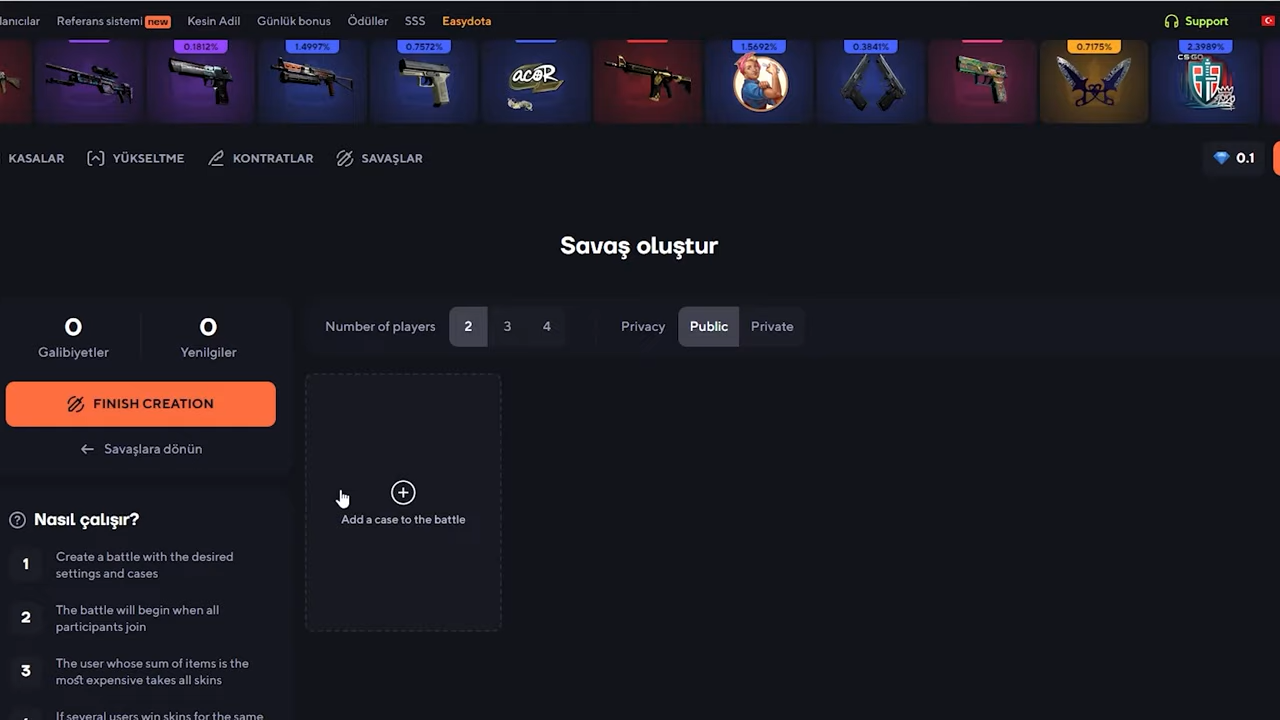 lanıcılar Referans sistemi new Kesin Adil Günlük bonus Ödüller SSS Easydota Support
0.1812% 1.4997% 0.7572% 1.5692% 0.3841% 0.7175% 2.3989%
acoR
CS:GO
KASALAR YÜKSELTME KONTRATLAR SAVAŞLAR 0.1
Savaş oluştur
0 0
Galibiyetler Yenilgiler
Number of players 2 3 4 Privacy Public Private
FINISH CREATION
Savaşlara dönün
Add a case to the battle
? Nasıl çalışır?
1 Create a battle with the desired
settings and cases
2 The battle will begin when all
participants join
3 The user whose sum of items is the
most expensive takes all skins
If several users win skins for the same